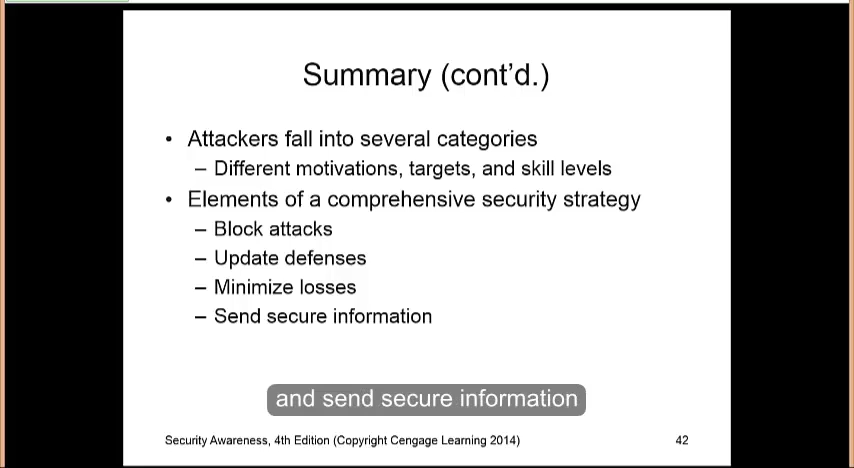 Summary (cont'd.)
• Attackers fall into several categories
– Different motivations, targets, and skill levels
• Elements of a comprehensive security strategy
– Block attacks
– Update defenses
– Minimize losses
– Send secure information
and send secure information
Security Awareness, 4th Edition (Copyright Cengage Learning 2014)
42